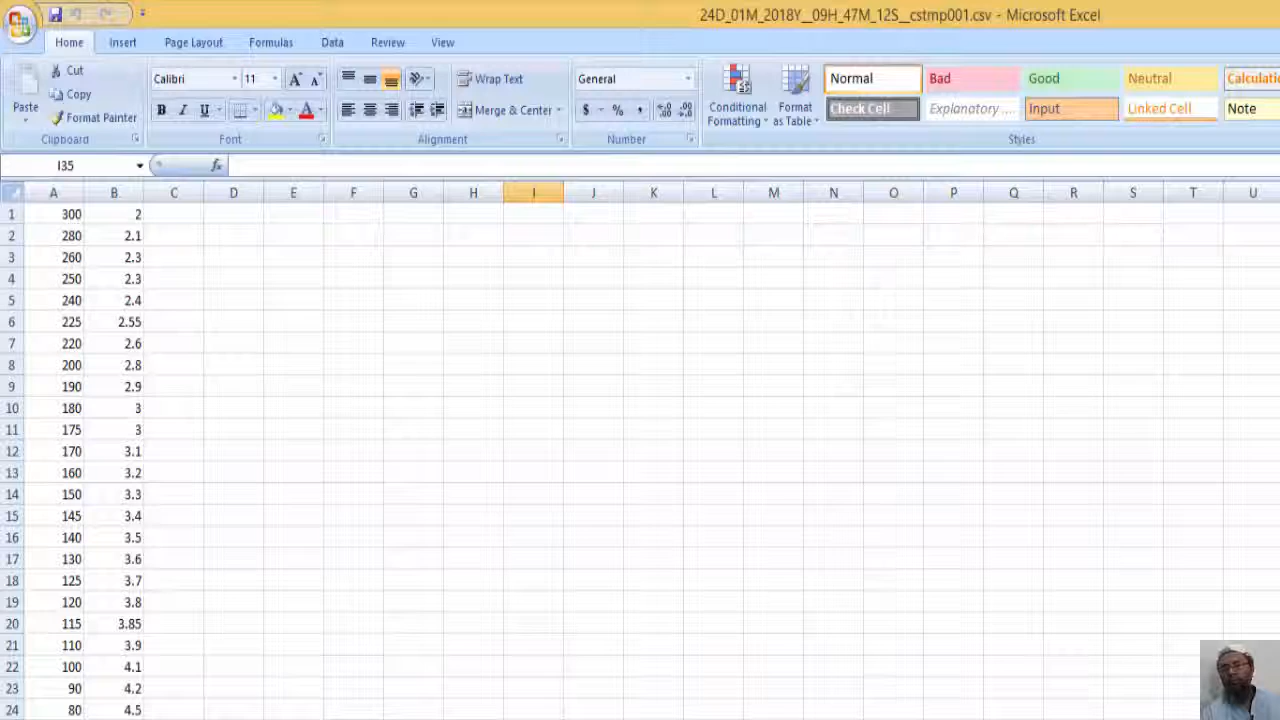 24D_01M_2018Y__09H_47M_12S__cstmp001.csv - Microsoft Excel
Home Insert Page Layout Formulas Data Review View
Cut
Copy
Format Painter
Paste
Clipboard
Calibri 11
B I U
Font
Wrap Text
Merge & Center
Alignment
General
$ % ,
Number
Conditional Formatting
Format as Table
Normal Bad Good Neutral Calculatio
Check Cell Explanatory ... Input Linked Cell Note
Styles
I35 fx
A B C D E F G H I J K L M N O P Q R S T U
1 300 2
2 280 2.1
3 260 2.3
4 250 2.3
5 240 2.4
6 225 2.55
7 220 2.6
8 200 2.8
9 190 2.9
10 180 3
11 175 3
12 170 3.1
13 160 3.2
14 150 3.3
15 145 3.4
16 140 3.5
17 130 3.6
18 125 3.7
19 120 3.8
20 115 3.85
21 110 3.9
22 100 4.1
23 90 4.2
24 80 4.5